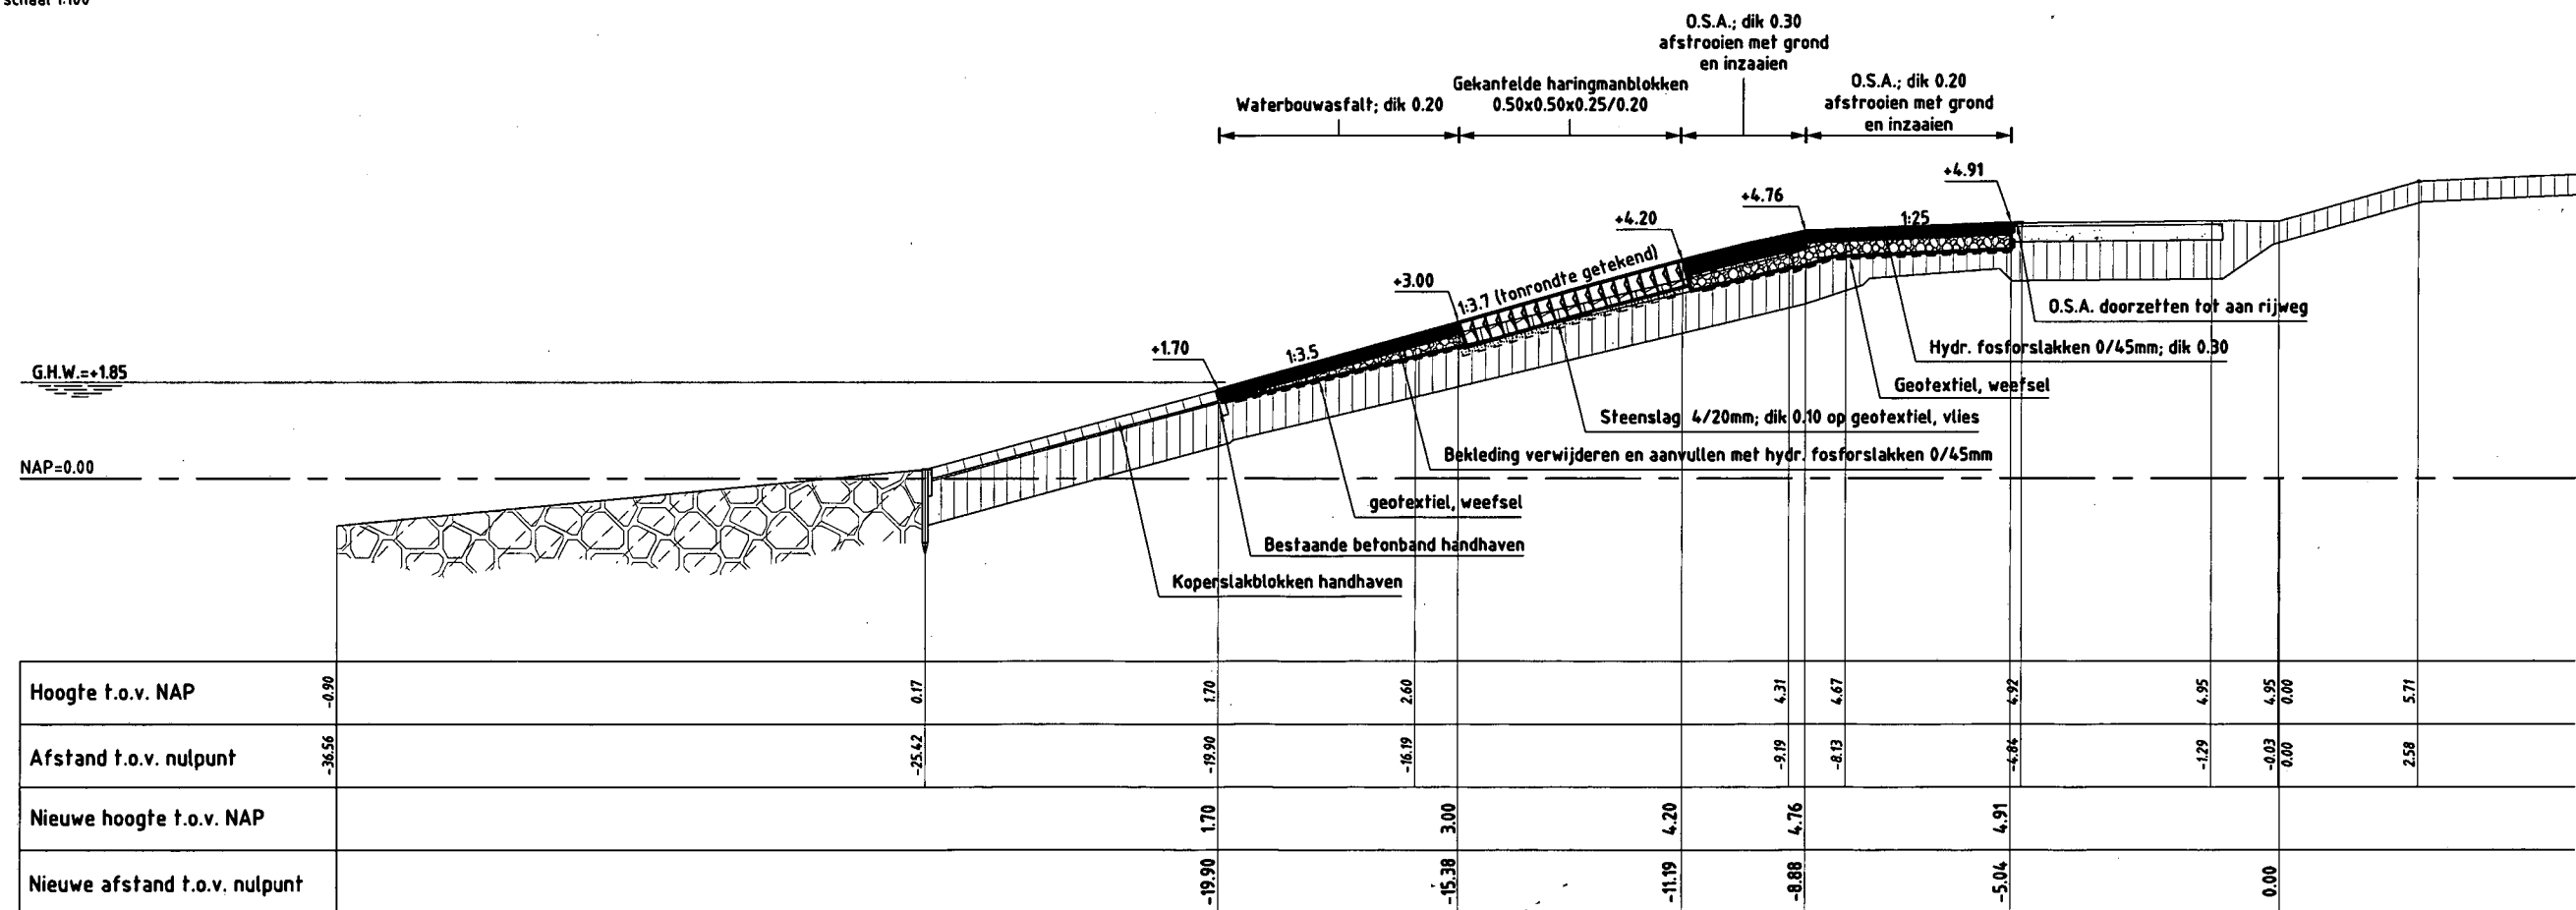 schaal 1:100
O.S.A.; dik 0.30
afstrooien met grond
en inzaaien
Gekantelde haringmanblokken
0.50x0.50x0.25/0.20
O.S.A.; dik 0.20
afstrooien met grond
en inzaaien
Waterbouwasfalt; dik 0.20
+4.91
+4.76
+4.20
1:25
+3.00
1:3.7 (tonrondte getekend)
O.S.A. doorzetten tot aan rijweg
+1.70
1:3.5
Hydr. fosforslakken 0/45mm; dik 0.30
G.H.W.=+1.85
Geotextiel, weefsel
Steenslag 4/20mm; dik 0.10 op geotextiel, vlies
Bekleding verwijderen en aanvullen met hydr. fosforslakken 0/45mm
NAP=0.00
geotextiel, weefsel
Bestaande betonband handhaven
Koperslakblokken handhaven
Hoogte t.o.v. NAP -0.90 0.17 1.70 2.60 4.31 4.67 4.92 4.95 4.95 0.00 5.71
Afstand t.o.v. nulpunt -36.56 -25.42 -19.90 -16.19 -9.19 -8.13 -4.84 -1.29 -0.03 0.00 2.58
Nieuwe hoogte t.o.v. NAP 1.70 3.00 4.20 4.76 4.91
Nieuwe afstand t.o.v. nulpunt -19.90 -15.38 -11.19 -8.88 -5.04 0.00